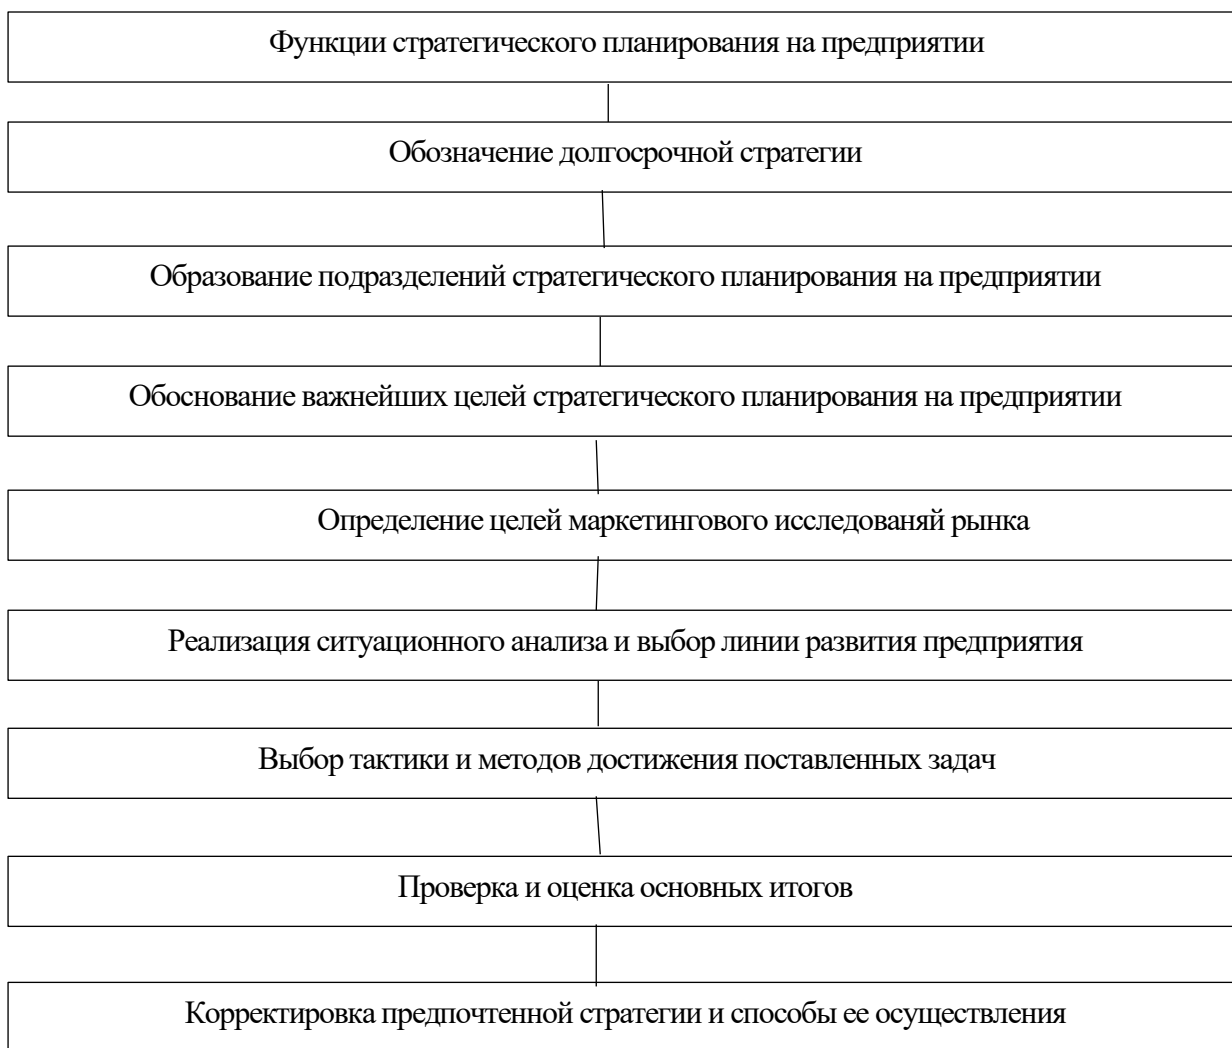 Функции стратегического планирования на предприятии
Обозначение долгосрочной стратегии
Образование подразделений стратегического планирования на предприятии
Обоснование важнейших целей стратегического планирования на предприятии
Определение целей маркетингового исследованяй рынка
Реализация ситуационного анализа и выбор линии развития предприятия
Выбор тактики и методов достижения поставленных задач
Проверка и оценка основных итогов
Корректировка предпочтенной стратегии и способы ее осуществления